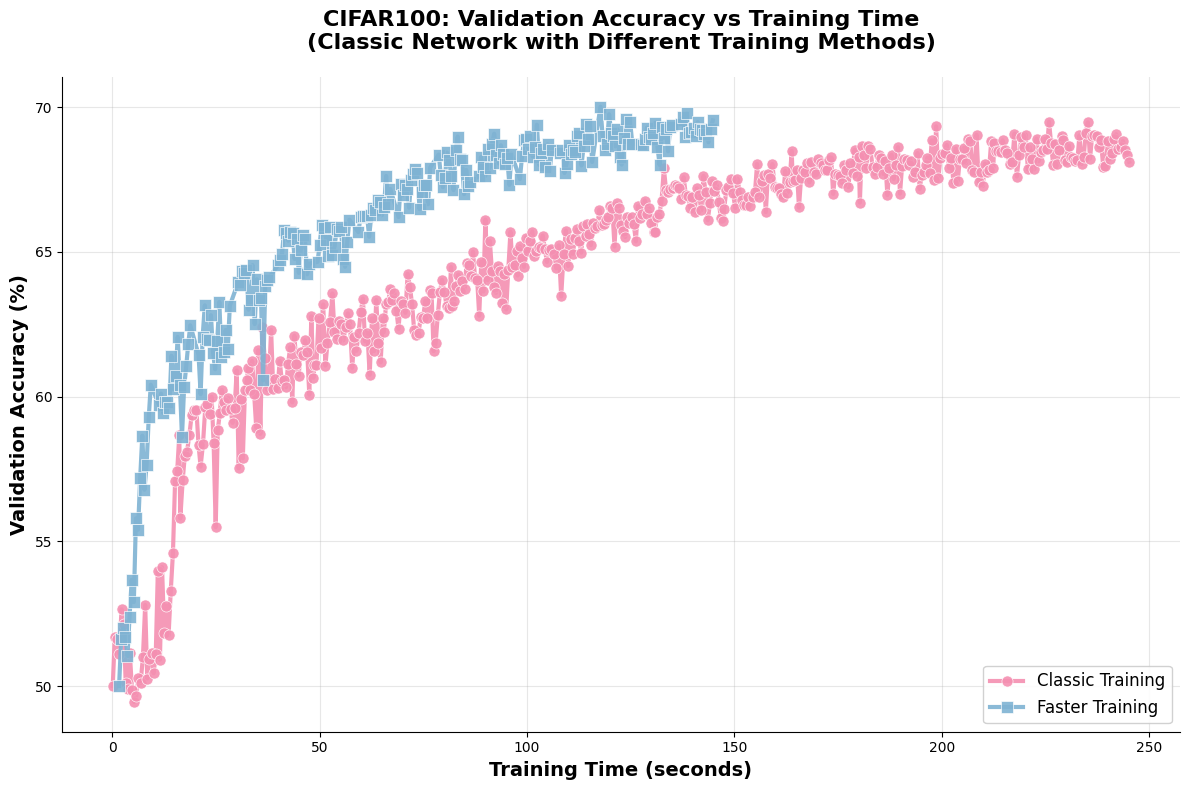 CIFAR100: Validation Accuracy vs Training Time
(Classic Network with Different Training Methods)
Validation Accuracy (%)
70
65
60
55
50
0
50
100
150
200
250
Training Time (seconds)
Classic Training
Faster Training